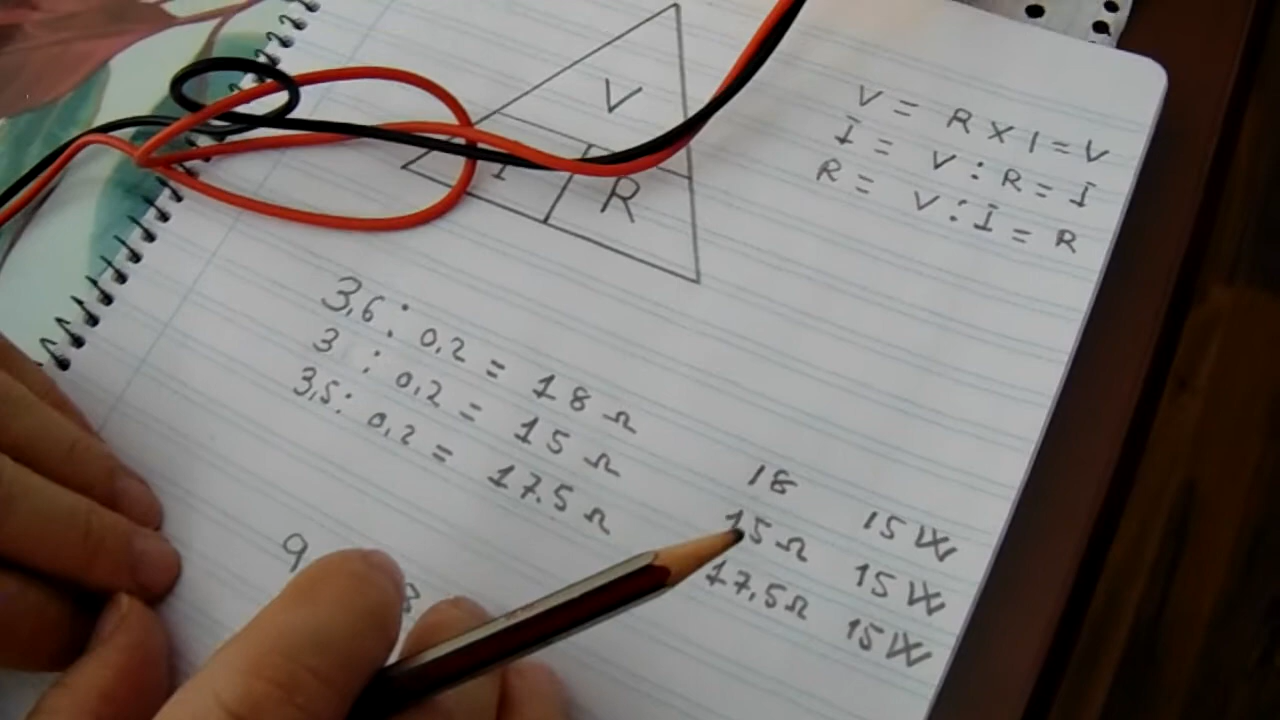 V
I R
V = R X I = V
I = V : R = I
R = V : I = R
3,6 : 0,2 = 18 Ω
3 : 0,2 = 15 Ω
3,5 : 0,2 = 17.5 Ω
18 15 W
15 Ω 15 W
17,5 Ω 15 W
9